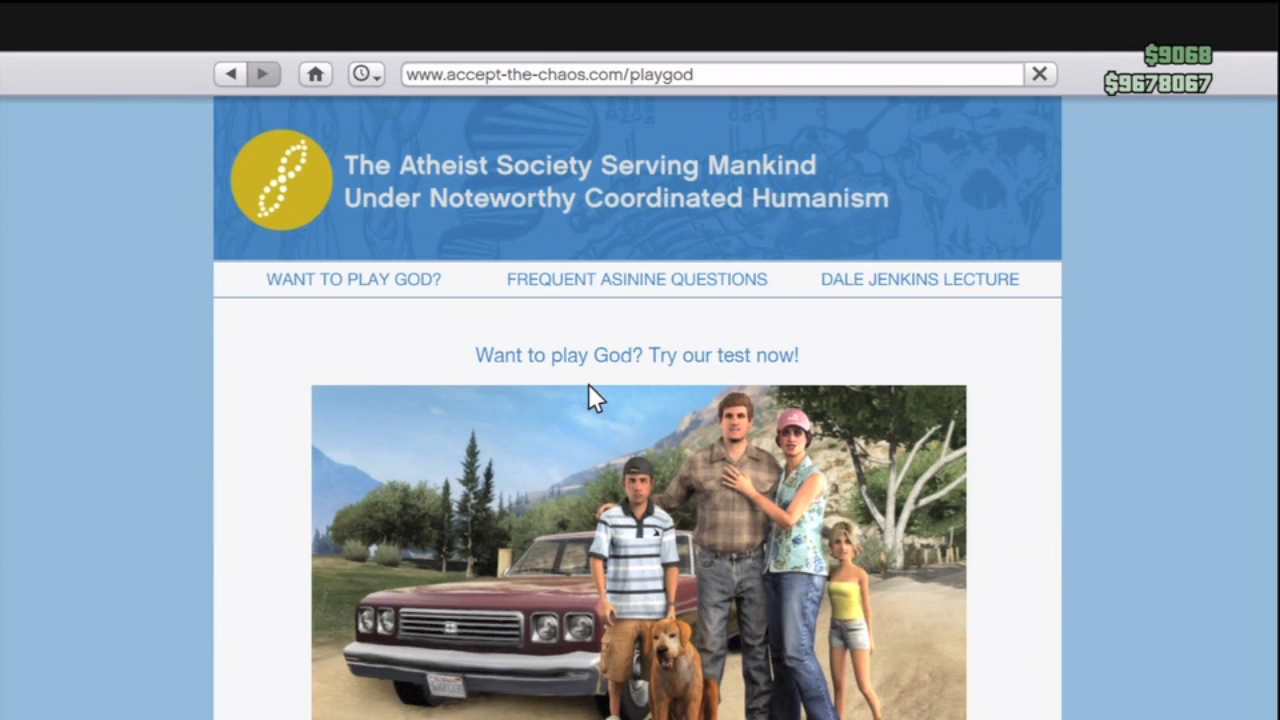 $9068
$9678067
www.accept-the-chaos.com/playgod
The Atheist Society Serving Mankind
Under Noteworthy Coordinated Humanism
WANT TO PLAY GOD?
FREQUENT ASININE QUESTIONS
DALE JENKINS LECTURE
Want to play God? Try our test now!